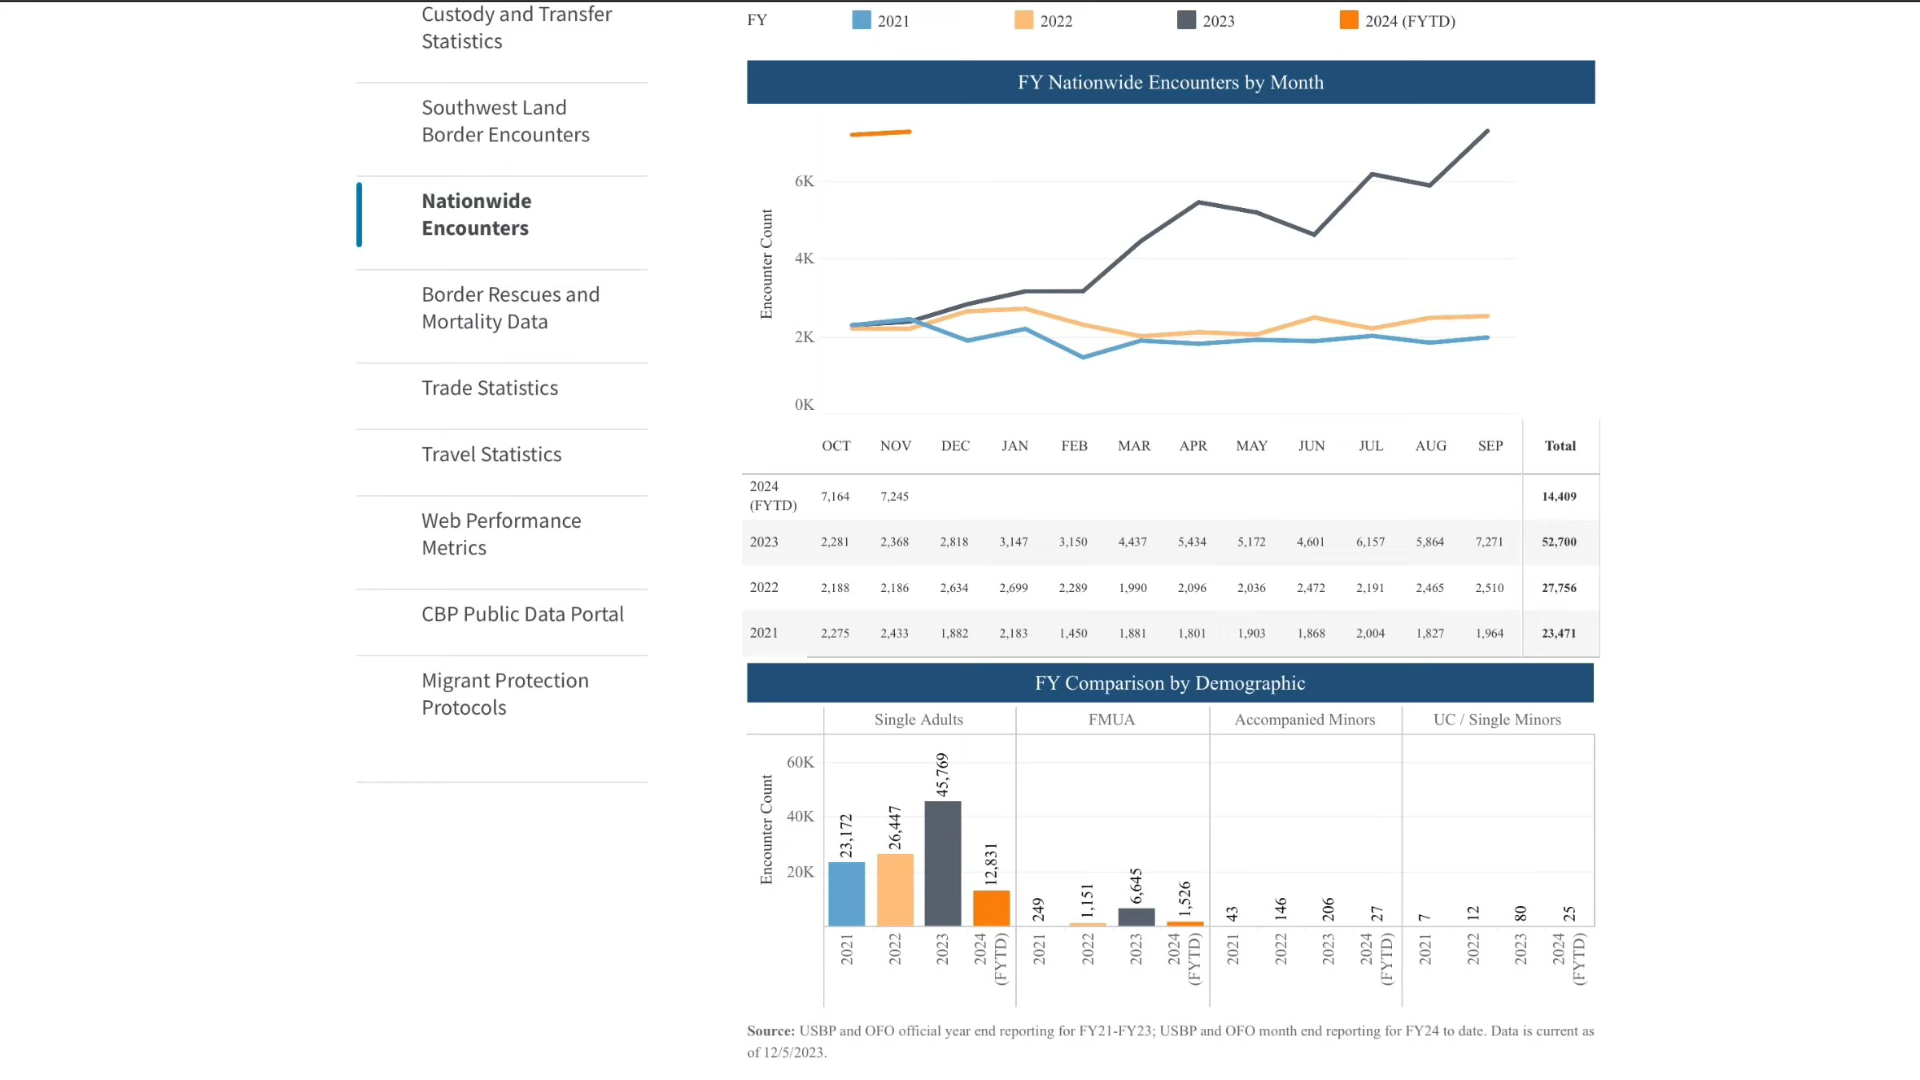 Custody and Transfer
Statistics
Southwest Land
Border Encounters
Nationwide
Encounters
Border Rescues and
Mortality Data
Trade Statistics
Travel Statistics
Web Performance
Metrics
CBP Public Data Portal
Migrant Protection
Protocols
FY 2021 2022 2023 2024 (FYTD)
FY Nationwide Encounters by Month
Encounter Count
6K
4K
2K
0K
OCT NOV DEC JAN FEB MAR APR MAY JUN JUL AUG SEP Total
2024
(FYTD) 7,164 7,245 14,409
2023 2,281 2,368 2,818 3,147 3,150 4,437 5,434 5,172 4,601 6,157 5,864 7,271 52,700
2022 2,188 2,186 2,634 2,699 2,289 1,990 2,096 2,036 2,472 2,191 2,465 2,510 27,756
2021 2,275 2,433 1,882 2,183 1,450 1,881 1,801 1,903 1,868 2,004 1,827 1,964 23,471
FY Comparison by Demographic
Single Adults FMUA Accompanied Minors UC / Single Minors
Encounter Count
60K
40K
20K
23,172 26,447 45,769 12,831 249 1,151 6,645 1,526 43 146 206 27 7 12 80 25
2021 2022 2023 2024 (FYTD) 2021 2022 2023 2024 (FYTD) 2021 2022 2023 2024 (FYTD) 2021 2022 2023 2024 (FYTD)
Source: USBP and OFO official year end reporting for FY21-FY23; USBP and OFO month end reporting for FY24 to date. Data is current as
of 12/5/2023.